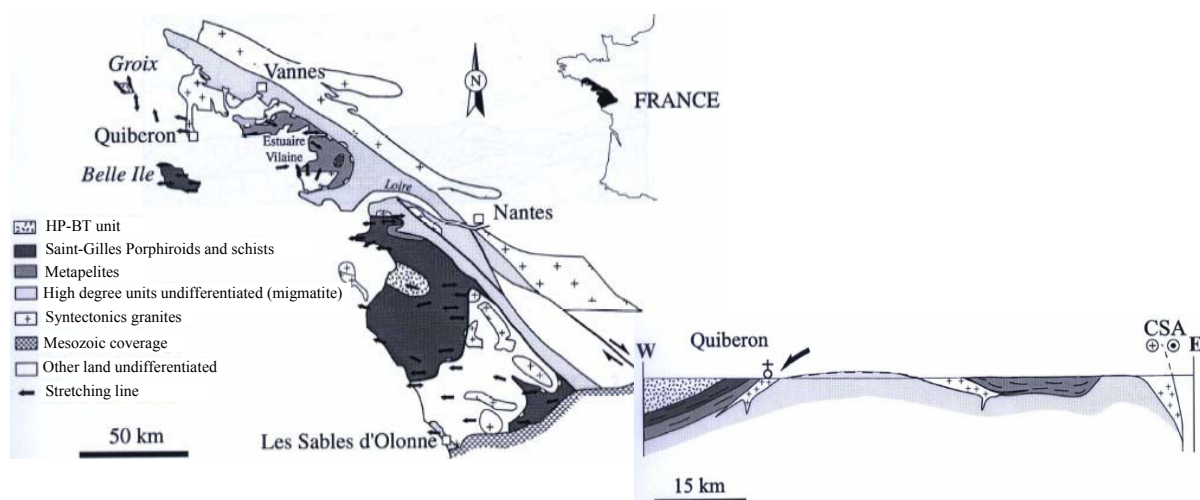 Groix
Vannes
N
FRANCE
Quiberon
Estuaire
Vilaine
Belle Ile
Loire
Nantes
HP-BT unit
Saint-Gilles Porphiroids and schists
Metapelites
High degree units undifferentiated (migmatite)
Syntectonics granites
Mesozoic coverage
Other land undifferentiated
Stretching line
50 km
Les Sables d'Olonne
W
Quiberon
CSA
E
15 km